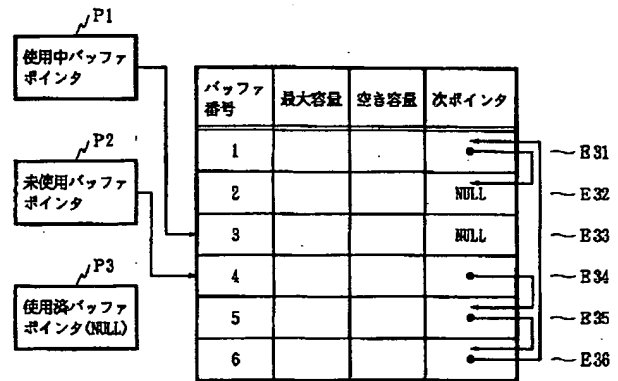 P1
使用中バッファ
ポインタ
P2
未使用バッファ
ポインタ
P3
使用済バッファ
ポインタ(NULL)
バッファ
番号
最大容量
空き容量
次ポインタ
1
E31
2
NULL
E32
3
NULL
E33
4
E34
5
E35
6
E36